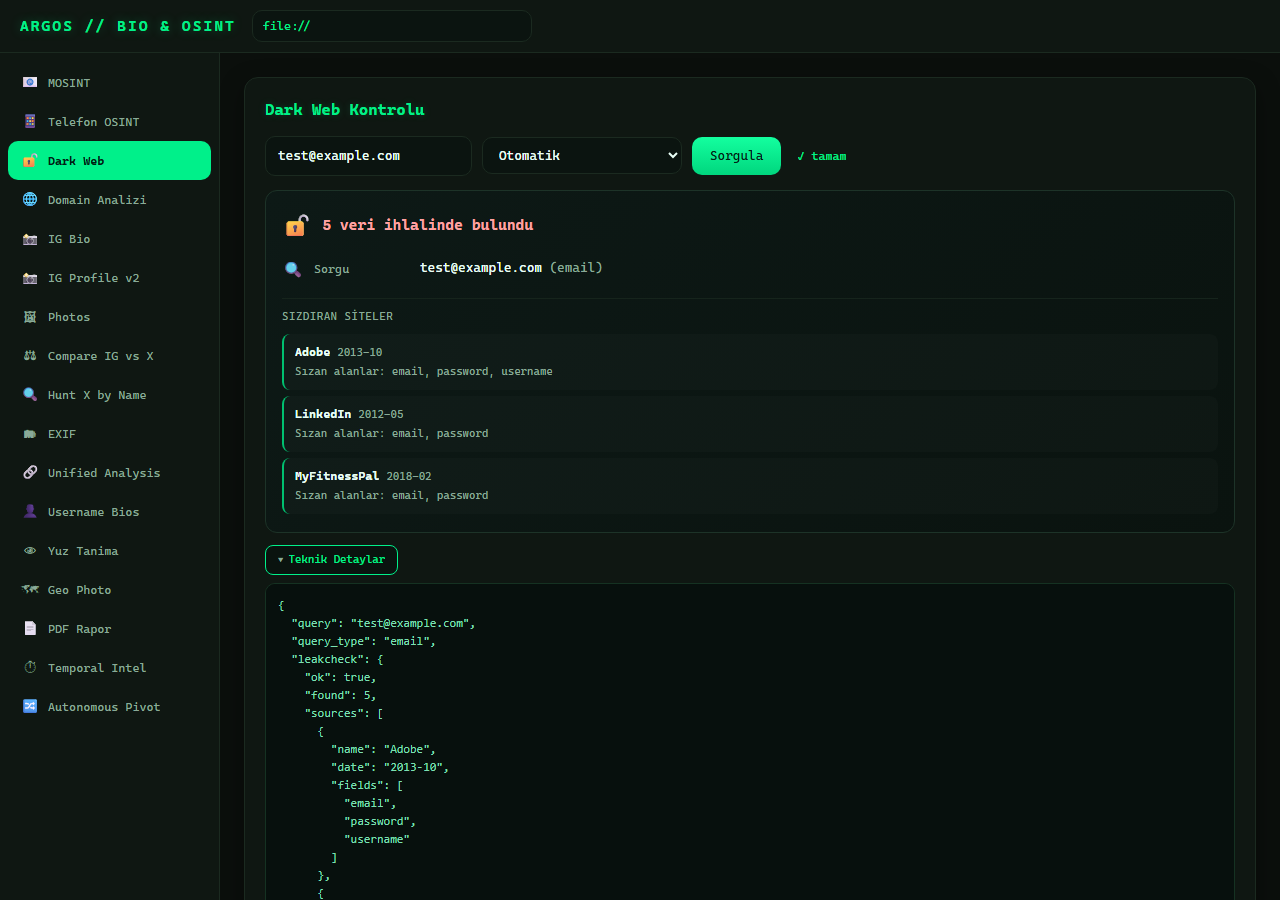 ARGOS // BIO & OSINT
file://
MOSINT
Telefon OSINT
Dark Web
Domain Analizi
IG Bio
IG Profile v2
Photos
Compare IG vs X
Hunt X by Name
EXIF
Unified Analysis
Username Bios
Yuz Tanima
Geo Photo
PDF Rapor
Temporal Intel
Autonomous Pivot
Dark Web Kontrolu
test@example.com
Otomatik
Sorgula
✓ tamam
5 veri ihlalinde bulundu
Sorgu test@example.com (email)
SIZDIRAN SİTELER
Adobe 2013-10
Sızan alanlar: email, password, username
LinkedIn 2012-05
Sızan alanlar: email, password
MyFitnessPal 2018-02
Sızan alanlar: email, password
▾ Teknik Detaylar
{
"query": "test@example.com",
"query_type": "email",
"leakcheck": {
"ok": true,
"found": 5,
"sources": [
{
"name": "Adobe",
"date": "2013-10",
"fields": [
"email",
"password",
"username"
]
},
{